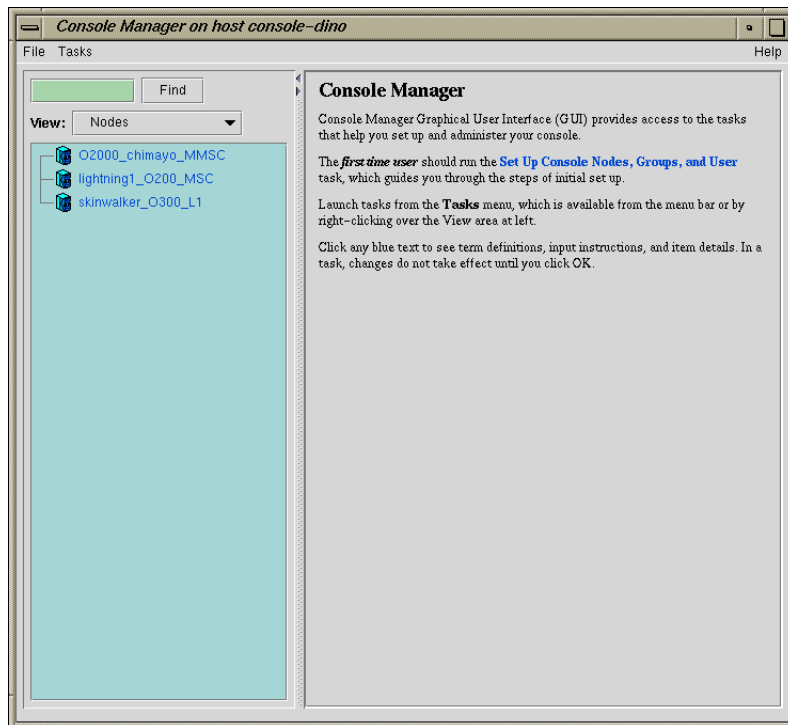 Console Manager on host console-dino
File Tasks Help
Find
View: Nodes
O2000_chimayo_MMSC
lightning1_O200_MSC
skinwalker_O300_L1
Console Manager
Console Manager Graphical User Interface (GUI) provides access to the tasks
that help you set up and administer your console.
The first time user should run the Set Up Console Nodes, Groups, and User
task, which guides you through the steps of initial set up.
Launch tasks from the Tasks menu, which is available from the menu bar or by
right-clicking over the View area at left.
Click any blue text to see term definitions, input instructions, and item details. In a
task, changes do not take effect until you click OK.